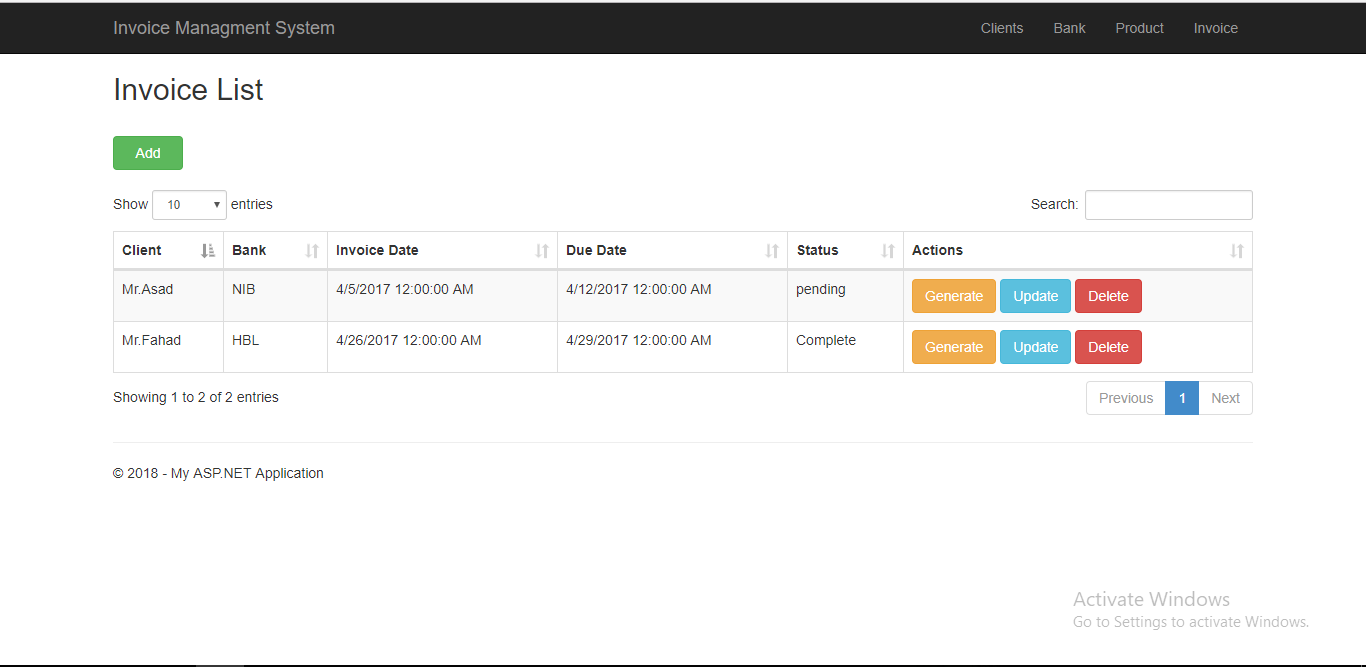 Invoice Managment System Clients Bank Product Invoice
Invoice List
Add
Show 10 entries Search:
Client Bank Invoice Date Due Date Status Actions
Mr.Asad NIB 4/5/2017 12:00:00 AM 4/12/2017 12:00:00 AM pending Generate Update Delete
Mr.Fahad HBL 4/26/2017 12:00:00 AM 4/29/2017 12:00:00 AM Complete Generate Update Delete
Showing 1 to 2 of 2 entries Previous 1 Next
© 2018 - My ASP.NET Application
Activate Windows
Go to Settings to activate Windows.